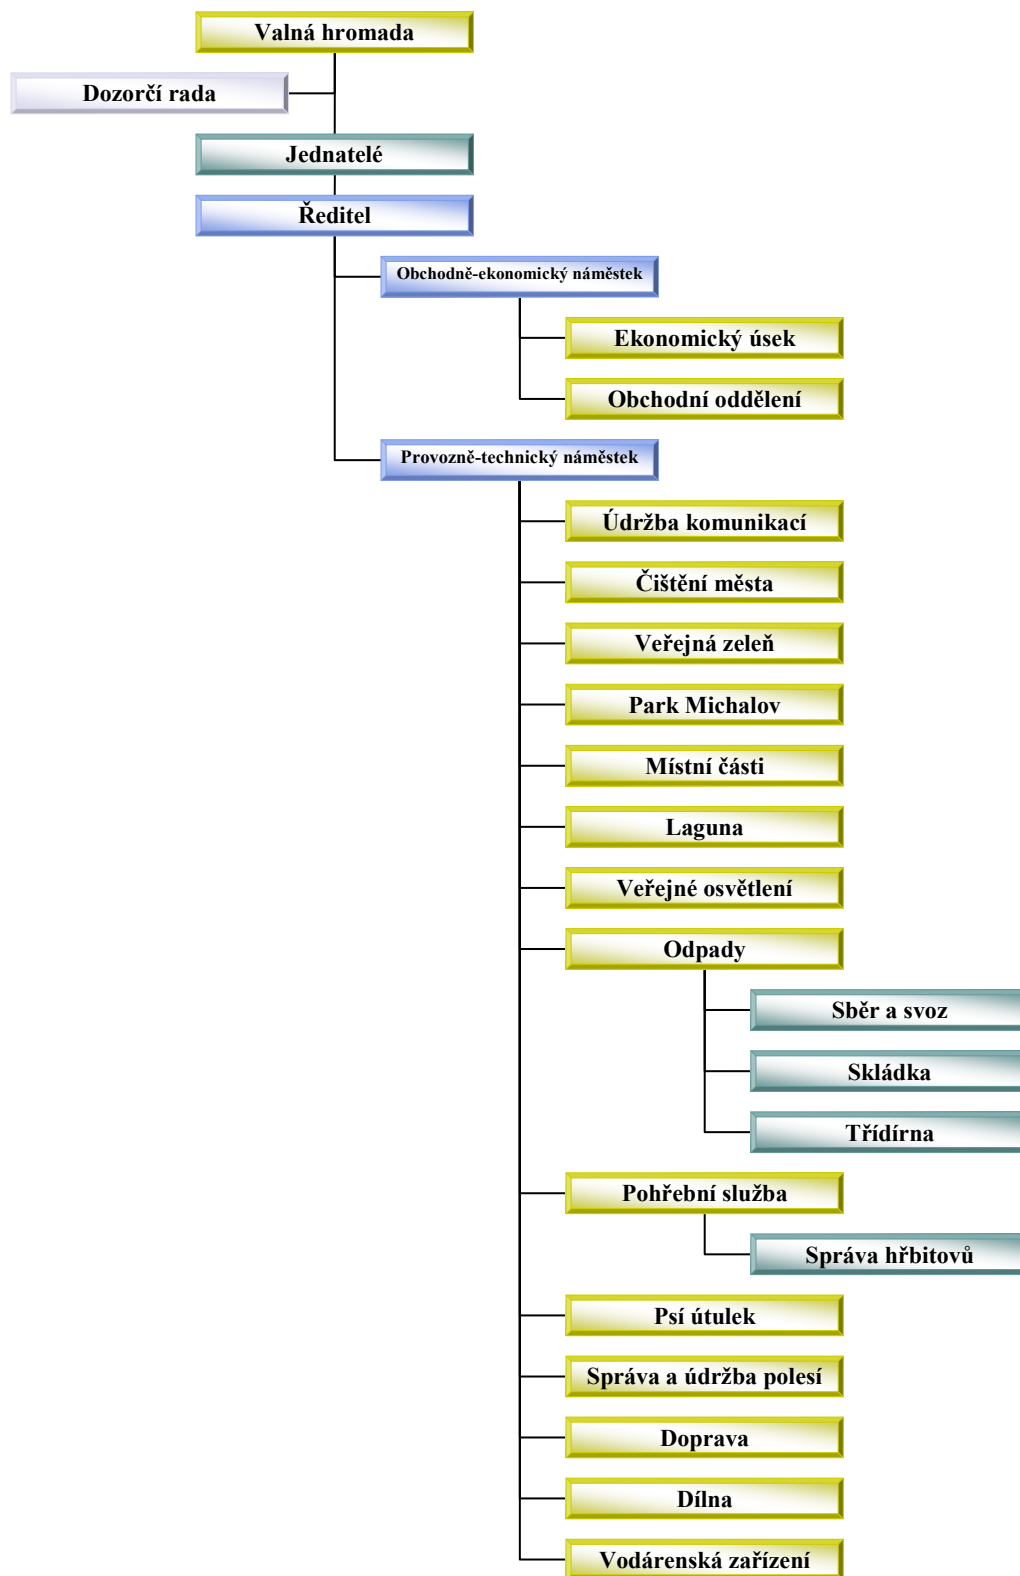 Valná hromada
Dozorčí rada
Jednatelé
Ředitel
Obchodně-ekonomický náměstek
Ekonomický úsek
Obchodní oddělení
Provozně-technický náměstek
Údržba komunikací
Čištění města
Veřejná zeleň
Park Michalov
Místní části
Laguna
Veřejné osvětlení
Odpady
Sběr a svoz
Skládka
Třídírna
Pohřební služba
Správa hřbitovů
Psí útulek
Správa a údržba polesí
Doprava
Dílna
Vodárenská zařízení